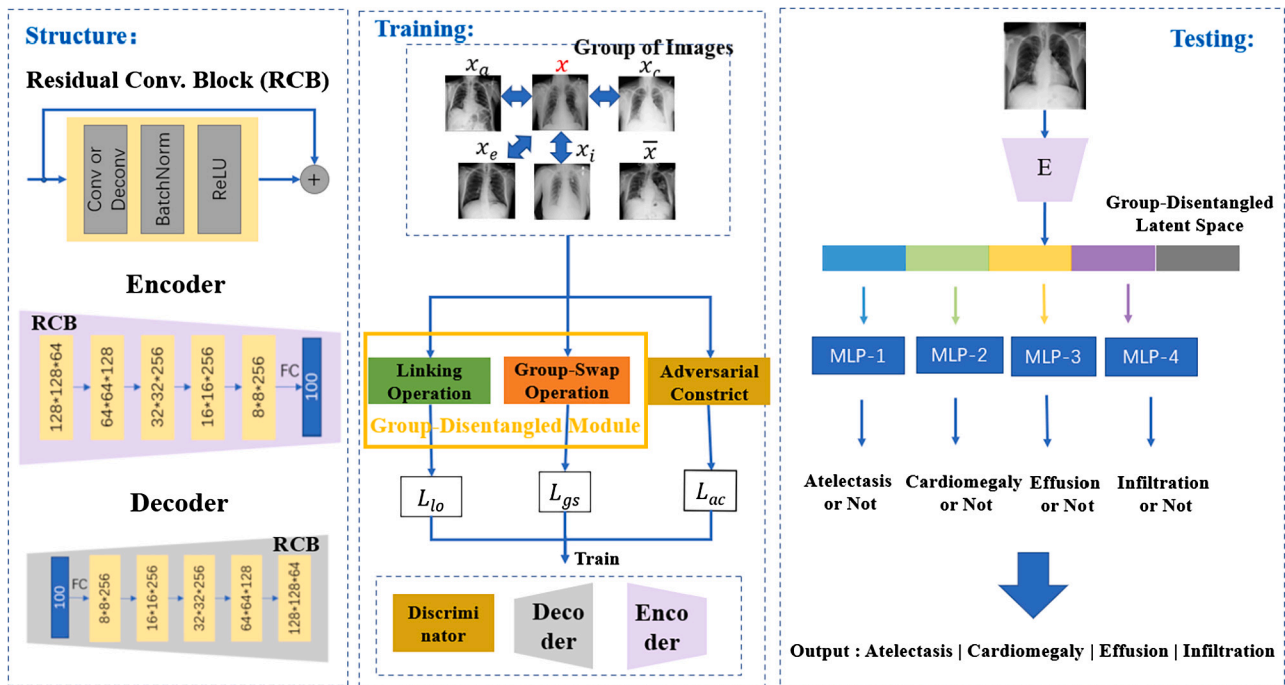 Structure:
Residual Conv. Block (RCB)
Conv or
Deconv
BatchNorm
ReLU
+
Encoder
RCB
128*128*64
64*64*128
32*32*256
16*16*256
8*8*256
FC
100
Decoder
RCB
100
FC
8*8*256
16*16*256
32*32*256
64*64*128
128*128*64
Training:
Group of Images
x_a
x
x_c
x_e
x_i
x̅
Linking
Operation
Group-Swap
Operation
Adversarial
Constrict
Group-Disentangled Module
L_lo
L_gs
L_ac
Train
Discrimi
nator
Deco
der
Enco
der
Testing:
E
Group-Disentangled
Latent Space
MLP-1
MLP-2
MLP-3
MLP-4
Atelectasis
or Not
Cardiomegaly
or Not
Effusion
or Not
Infiltration
or Not
Output : Atelectasis | Cardiomegaly | Effusion | Infiltration